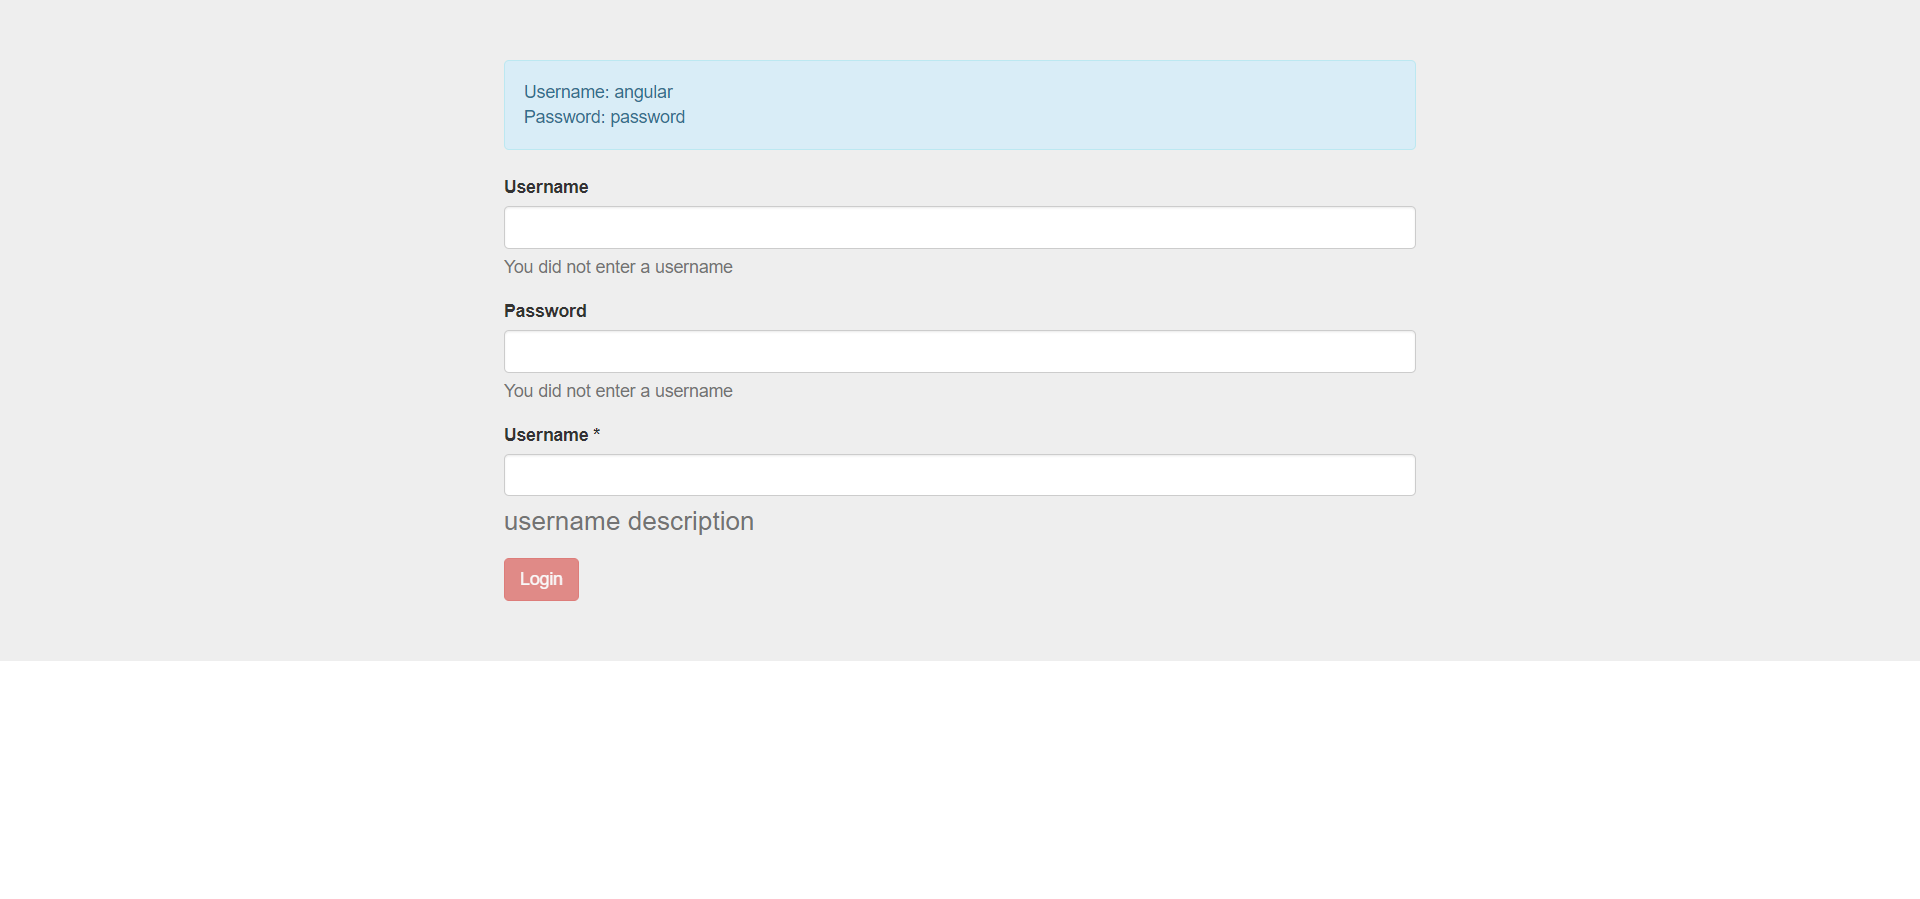 Username: angular
Password: password
Username
You did not enter a username
Password
You did not enter a username
Username *
username description
Login